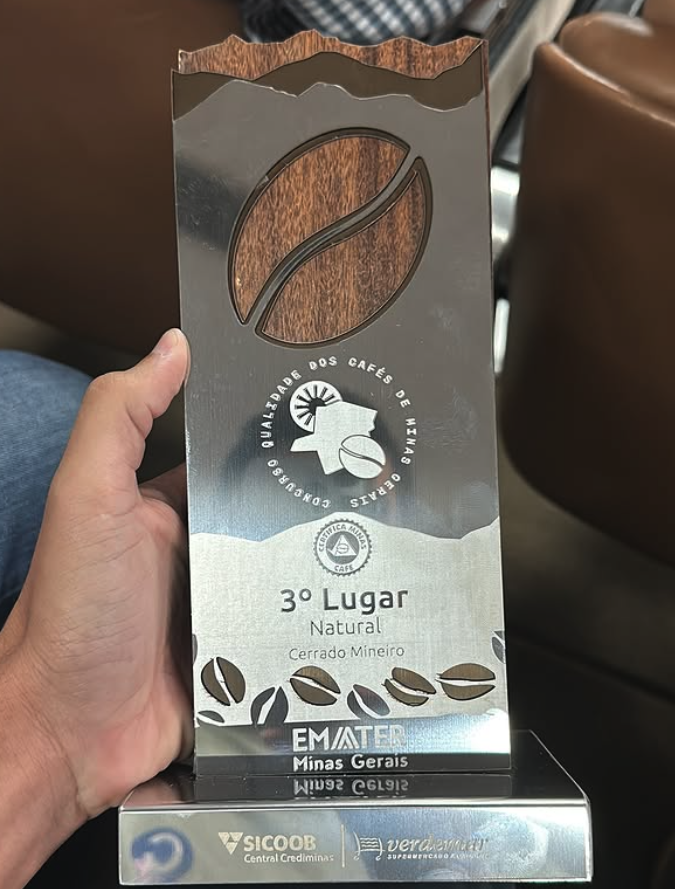 CONCURSO QUALIDADE DOS CAFÉS DE MINAS GERAIS
CERTIFICA MINAS
CAFÉ
3º Lugar
Natural
Cerrado Mineiro
EMATER
Minas Gerais
SICOOB
Central Crediminas
verdemar
SUPERMERCADO